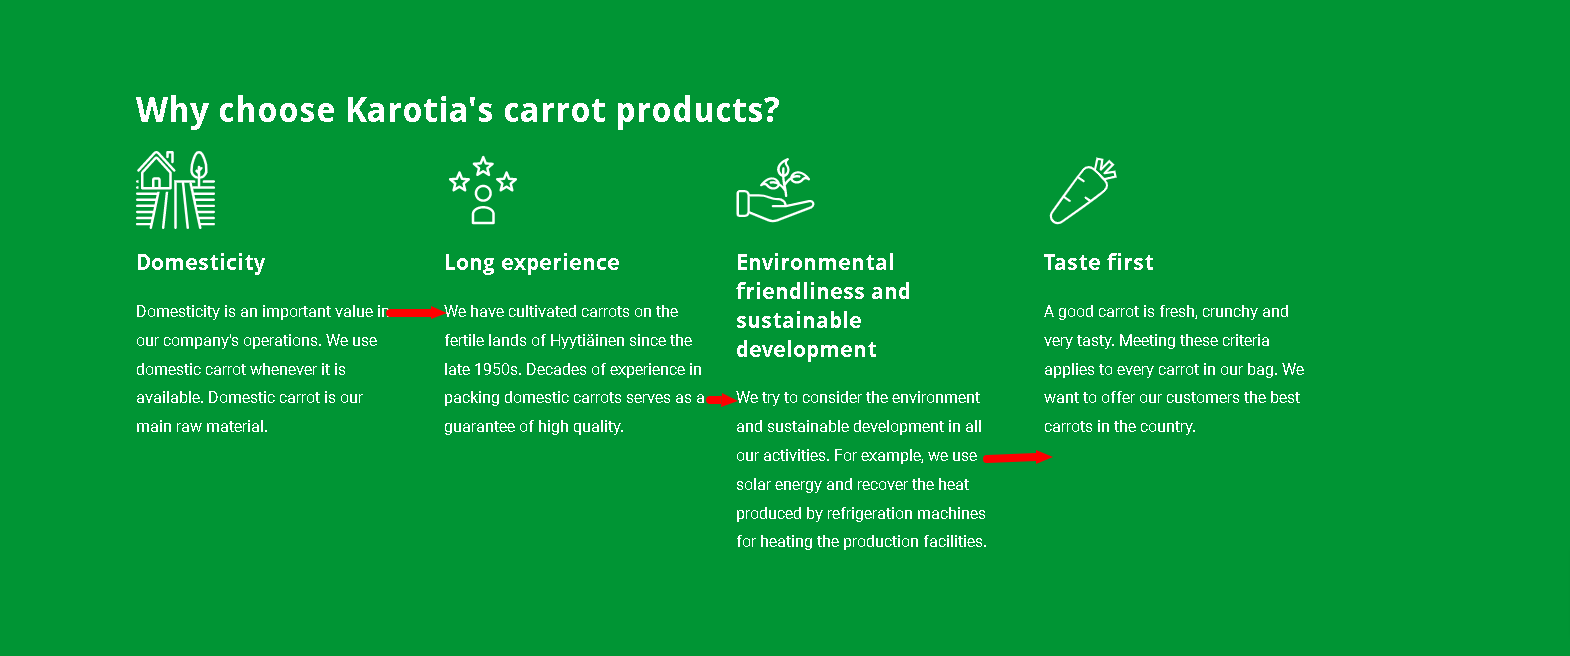 Why choose Karotia's carrot products?
Domesticity
Domesticity is an important value in
our company's operations. We use
domestic carrot whenever it is
available. Domestic carrot is our
main raw material.
Long experience
We have cultivated carrots on the
fertile lands of Hyytiäinen since the
late 1950s. Decades of experience in
packing domestic carrots serves as a
guarantee of high quality.
Environmental
friendliness and
sustainable
development
We try to consider the environment
and sustainable development in all
our activities. For example, we use
solar energy and recover the heat
produced by refrigeration machines
for heating the production facilities.
Taste first
A good carrot is fresh, crunchy and
very tasty. Meeting these criteria
applies to every carrot in our bag. We
want to offer our customers the best
carrots in the country.